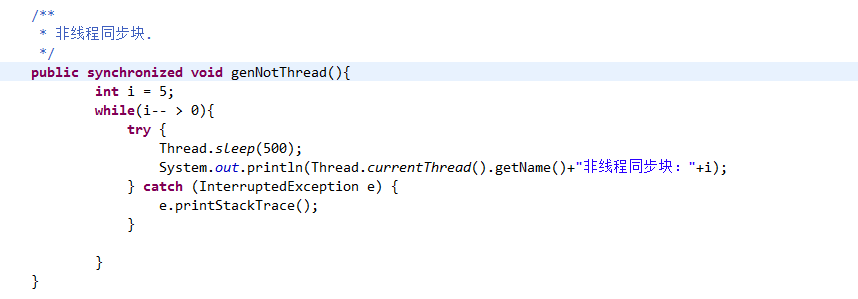 /**
 * 非线程同步块.
 */
public synchronized void genNotThread(){
        int i = 5;
        while(i-- > 0){
            try {
                Thread.sleep(500);
                System.out.println(Thread.currentThread().getName()+"非线程同步块："+i);
            } catch (InterruptedException e) {
                e.printStackTrace();
            }
        }
}